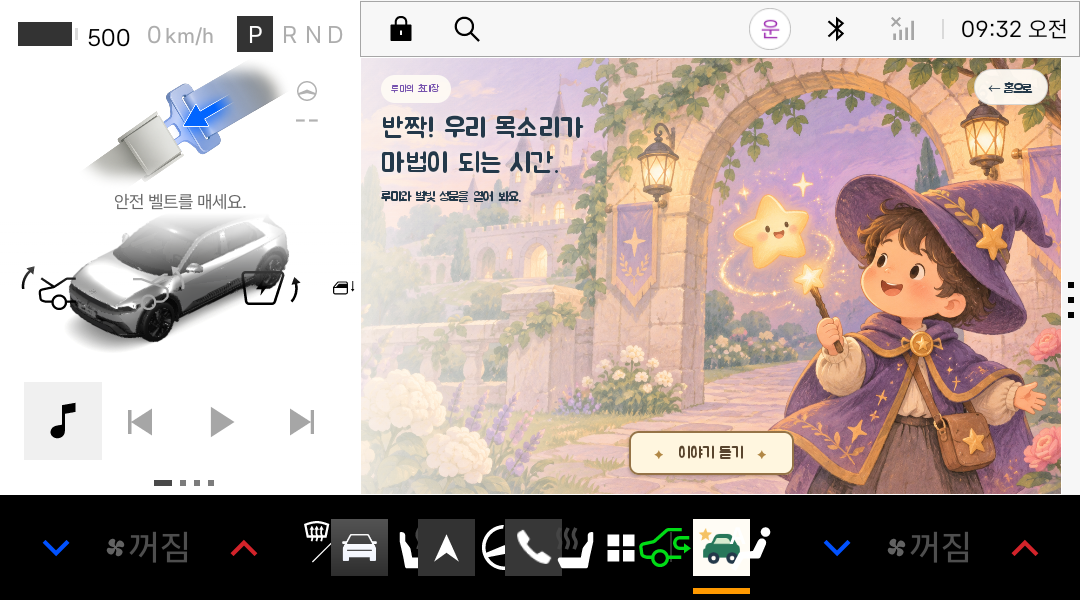 500
0 km/h
P R N D
운
09:32 오전
안전 벨트를 매세요.
루미의 초대장
← 홈으로
반짝! 우리 목소리가
마법이 되는 시간.
루미와 별빛 성문을 열어 봐요.
이야기 듣기
꺼짐
꺼짐